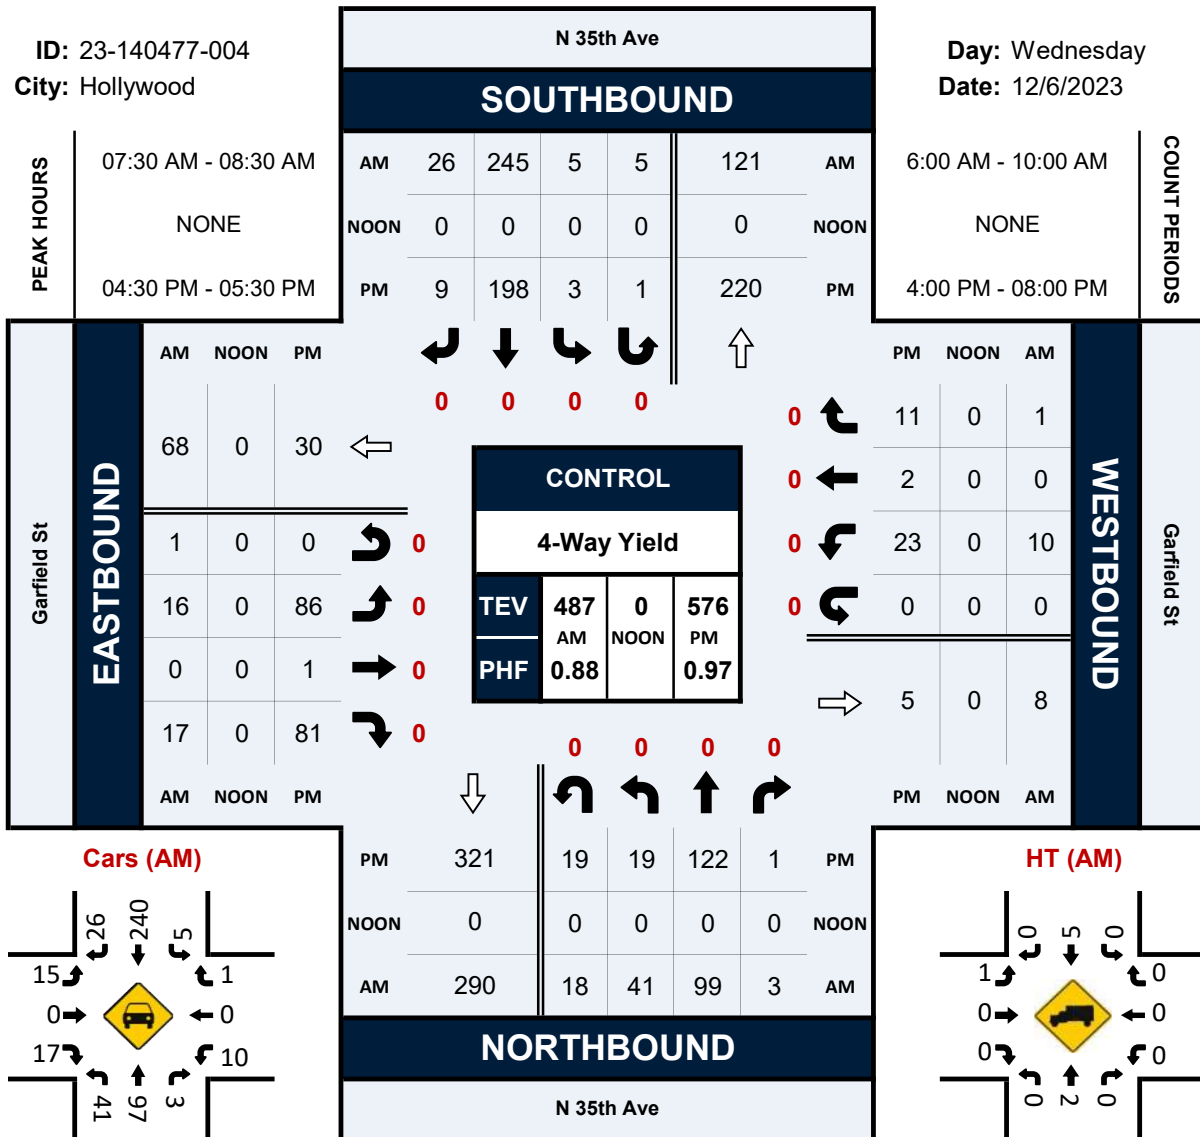 N 35th Ave
ID: 23-140477-004
Day: Wednesday
City: Hollywood
Date: 12/6/2023
SOUTHBOUND
PEAK HOURS
07:30 AM - 08:30 AM
NONE
04:30 PM - 05:30 PM
AM 26 245 5 5 121 AM
NOON 0 0 0 0 0 NOON
PM 9 198 3 1 220 PM
6:00 AM - 10:00 AM
NONE
4:00 PM - 08:00 PM
COUNT PERIODS
0 0 0 0
Garfield St
EASTBOUND
AM NOON PM
68 0 30
1 0 0 0
16 0 86 0
0 0 1 0
17 0 81 0
AM NOON PM
CONTROL
4-Way Yield
TEV 487 0 576
AM NOON PM
PHF 0.88 0.97
PM NOON AM
0 11 0 1
0 2 0 0
0 23 0 10
0 0 0 0
5 0 8
PM NOON AM
WESTBOUND
Garfield St
0 0 0 0
PM 321 19 19 122 1 PM
NOON 0 0 0 0 0 NOON
AM 290 18 41 99 3 AM
NORTHBOUND
N 35th Ave
Cars (AM)
26 240 5
15 1
0 0
17 10
41 97 3
HT (AM)
0 5 0
1 0
0 0
0 0
0 2 0